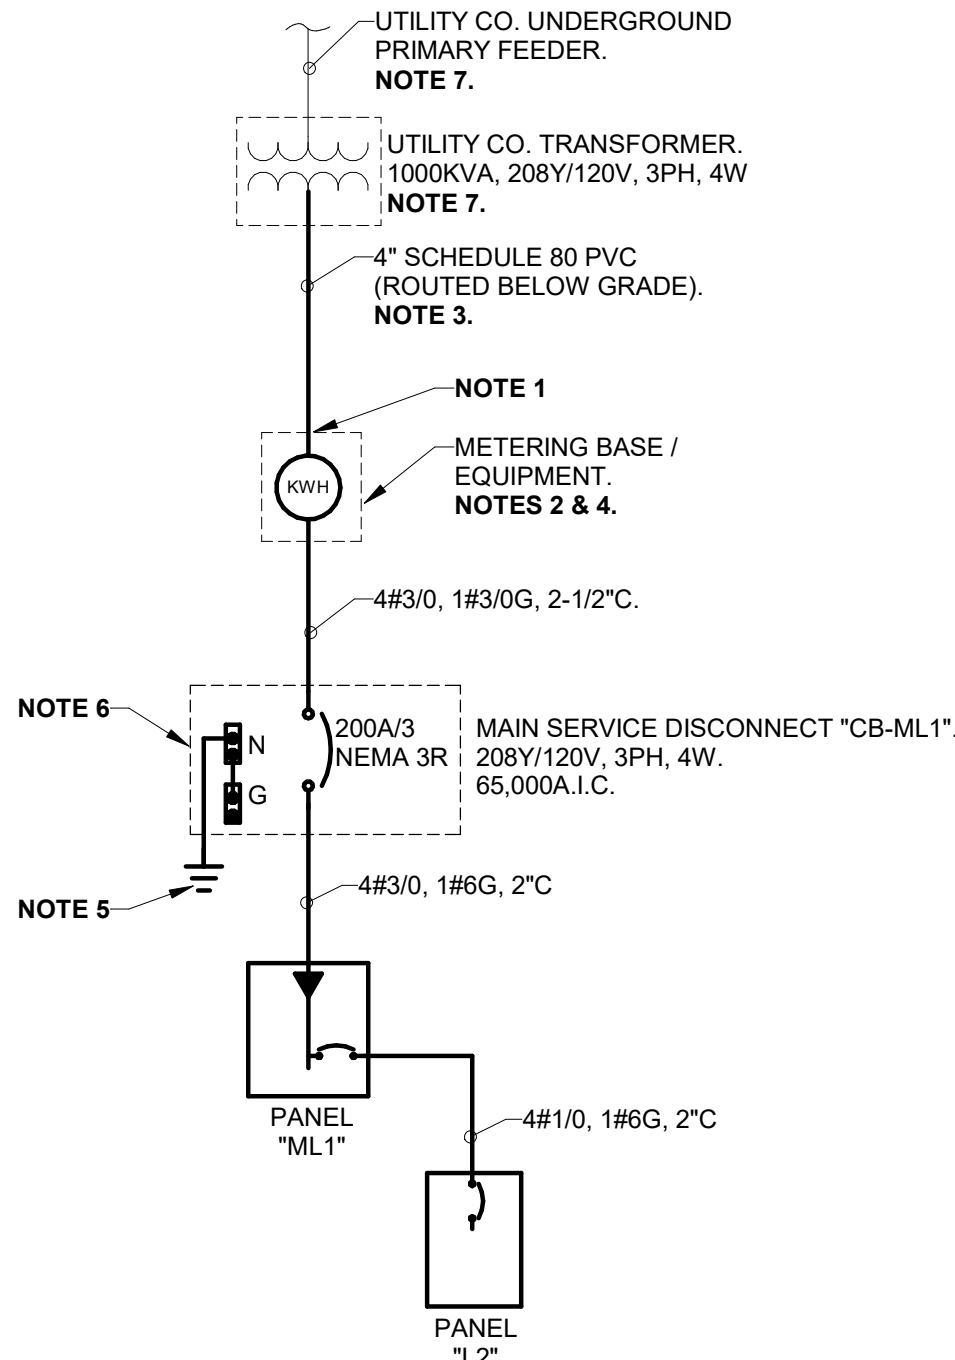 UTILITY CO. UNDERGROUND
PRIMARY FEEDER.
NOTE 7.
UTILITY CO. TRANSFORMER.
1000KVA, 208Y/120V, 3PH, 4W
NOTE 7.
4" SCHEDULE 80 PVC
(ROUTED BELOW GRADE).
NOTE 3.
NOTE 1
METERING BASE /
EQUIPMENT.
NOTES 2 & 4.
KWH
4#3/0, 1#3/0G, 2-1/2"C.
NOTE 6
N
G
200A/3
NEMA 3R
MAIN SERVICE DISCONNECT "CB-ML1".
208Y/120V, 3PH, 4W.
65,000A.I.C.
NOTE 5
4#3/0, 1#6G, 2"C
PANEL
"ML1"
4#1/0, 1#6G, 2"C
PANEL
"L2"